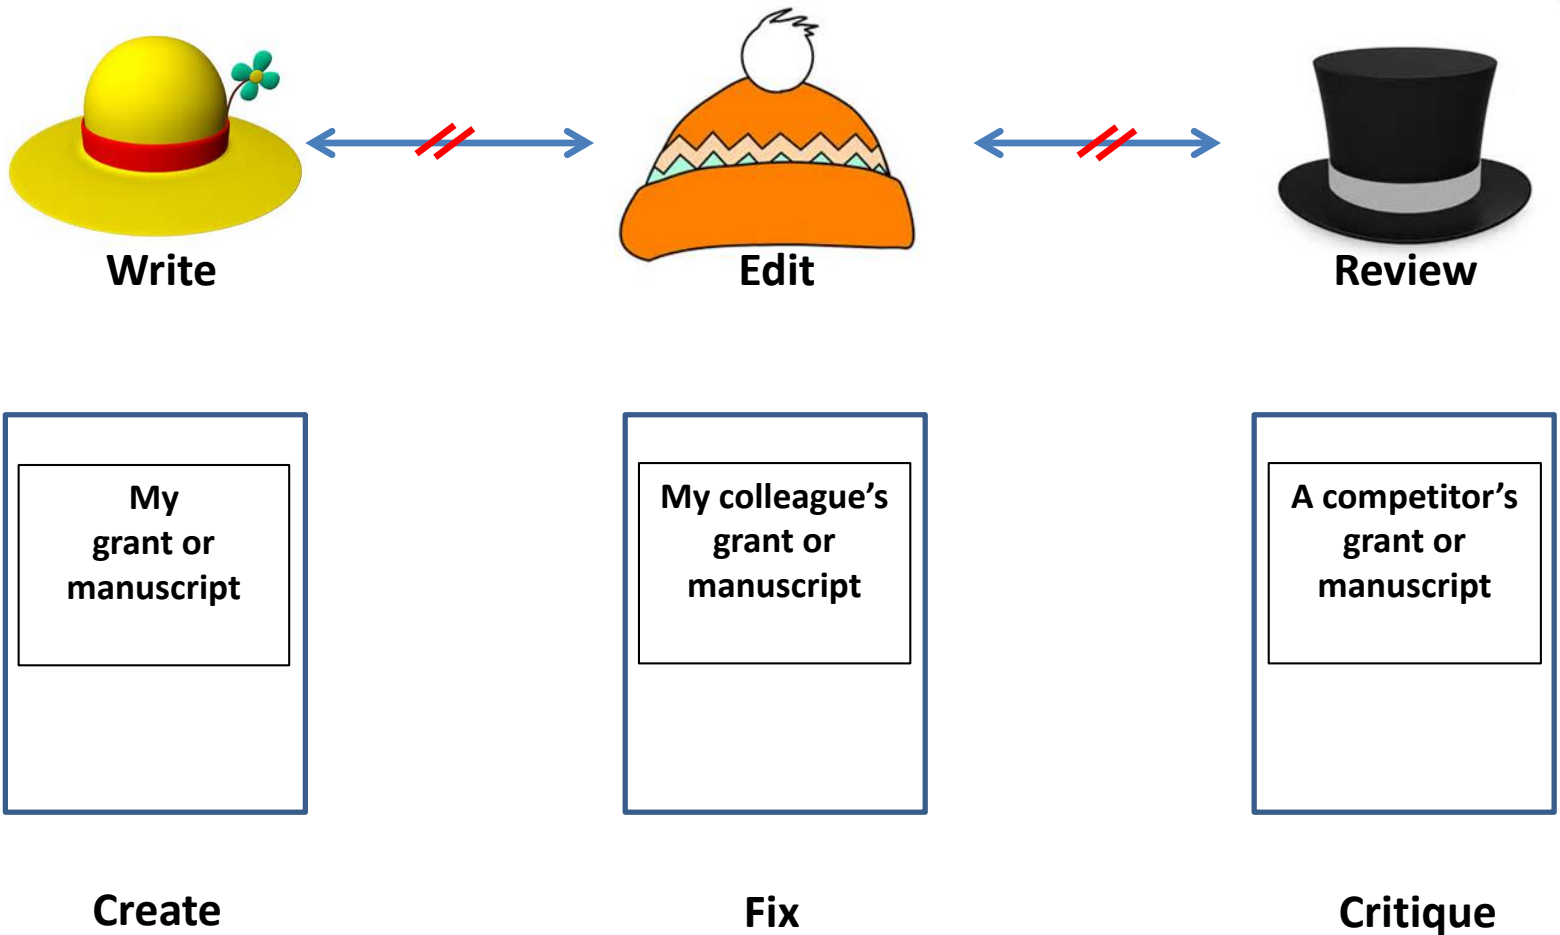 Write
Edit
Review
My
grant or
manuscript
My colleague’s
grant or
manuscript
A competitor’s
grant or
manuscript
Create
Fix
Critique